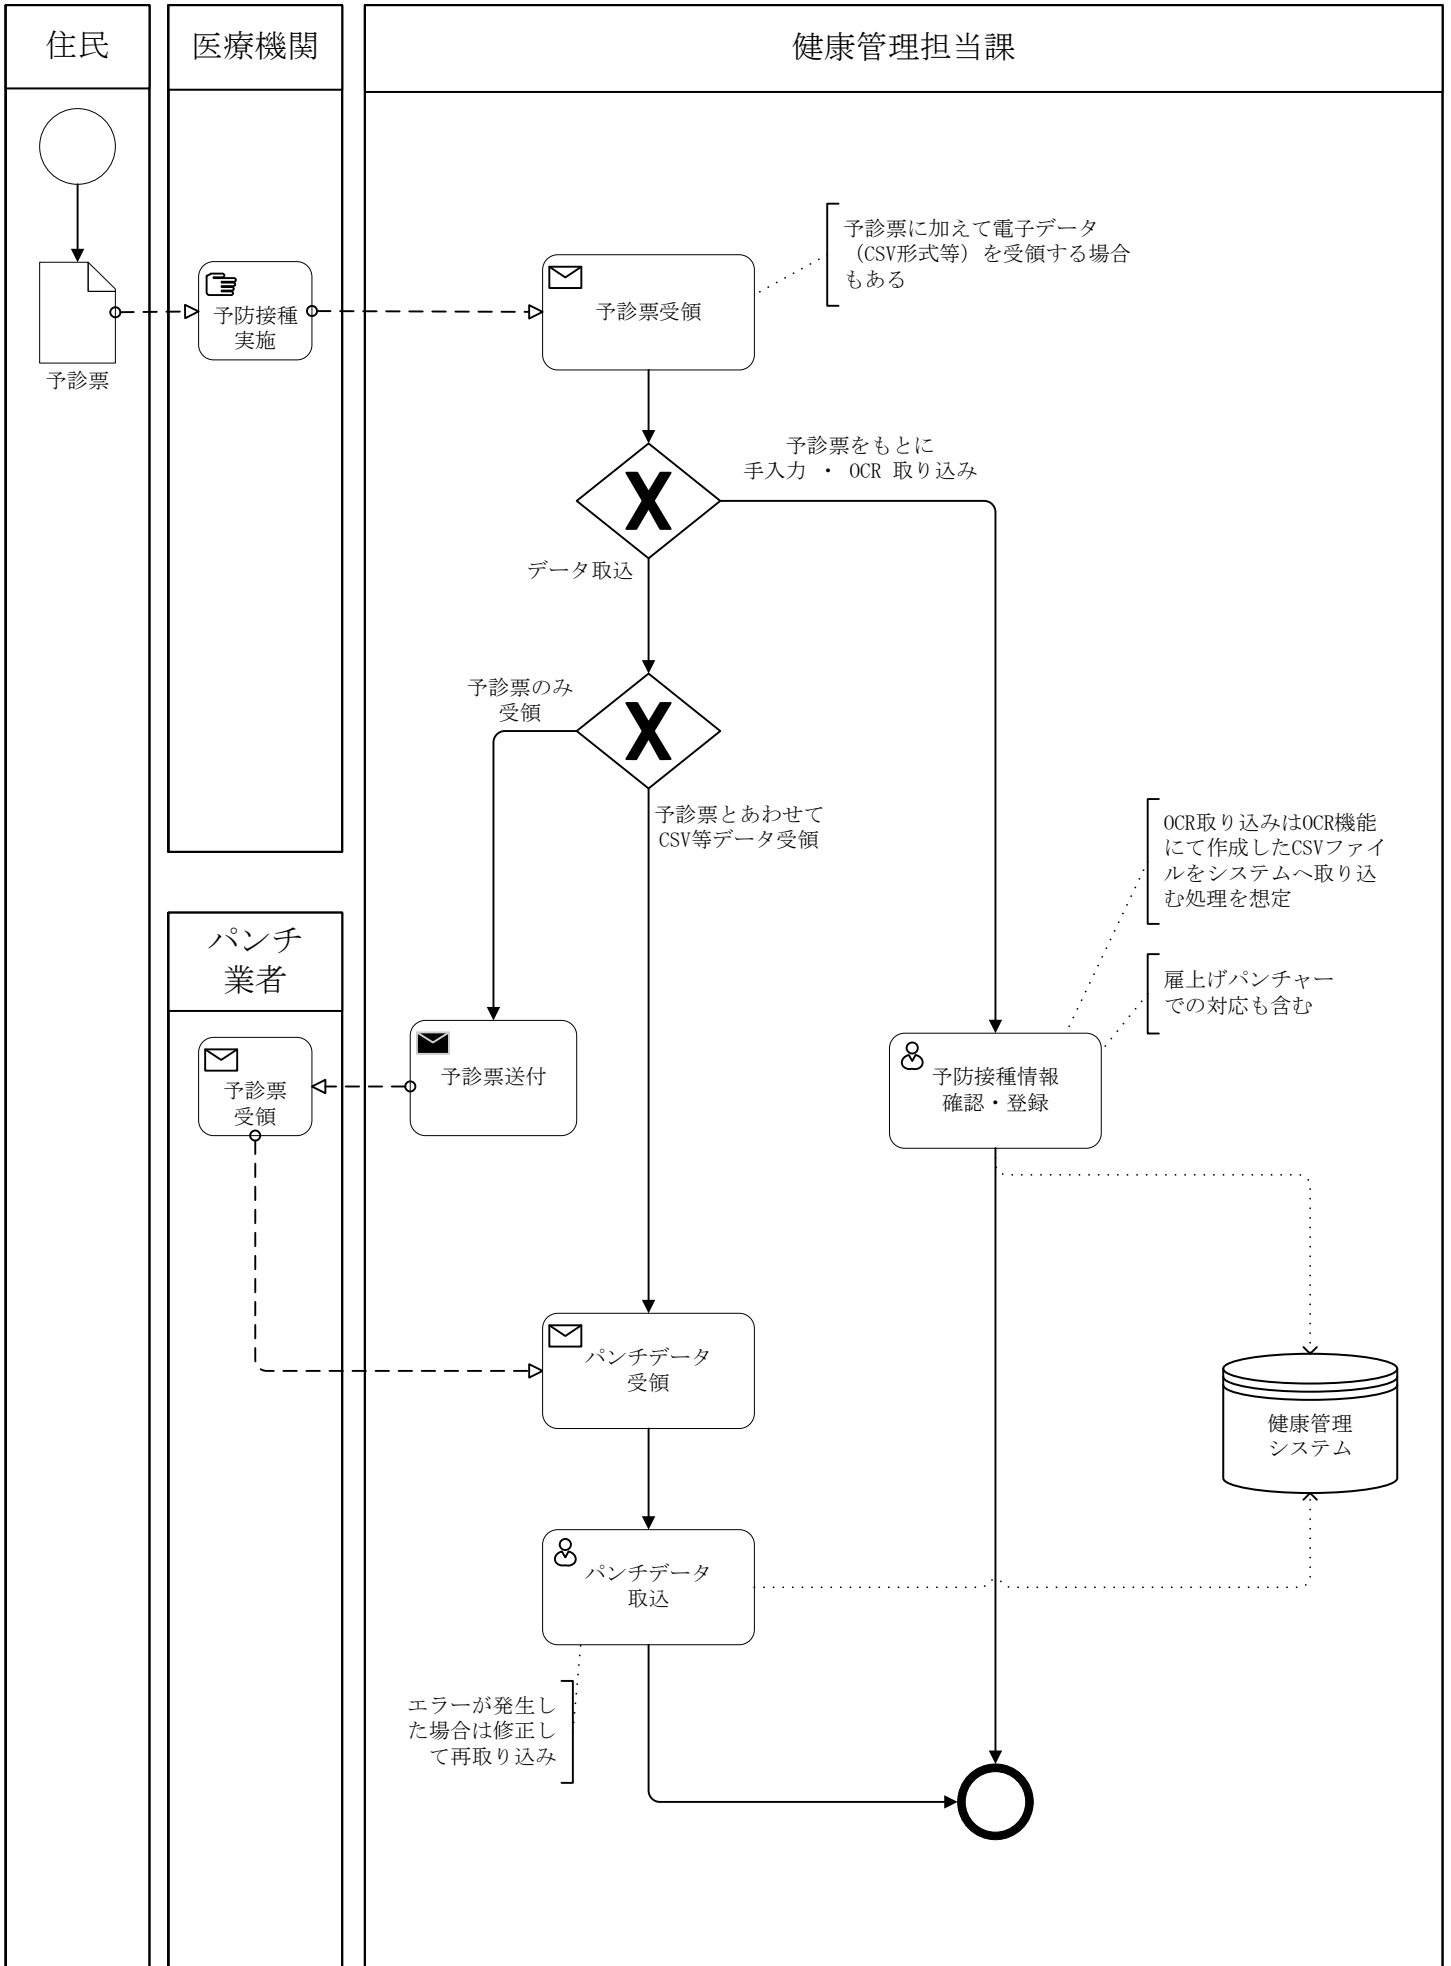 住民
医療機関
健康管理担当課
予診票に加えて電子データ
（CSV形式等）を受領する場合
もある
予防接種
実施
予診票受領
予診票
予診票をもとに
手入力 ・ OCR 取り込み
データ取込
予診票のみ
受領
予診票とあわせて
CSV等データ受領
OCR取り込みはOCR機能
にて作成したCSVファイ
ルをシステムへ取り込
む処理を想定
パンチ
業者
雇上げパンチャー
での対応も含む
予診票
受領
予診票送付
予防接種情報
確認・登録
パンチデータ
受領
健康管理
システム
パンチデータ
取込
エラーが発生し
た場合は修正し
て再取り込み